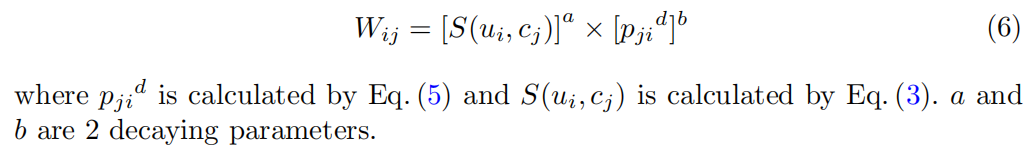 W_{ij} = [S(u_i, c_j)]^a × [p_{ji}^d]^b (6)
where p_{ji}^d is calculated by Eq. (5) and S(u_i, c_j) is calculated by Eq. (3). a and
b are 2 decaying parameters.